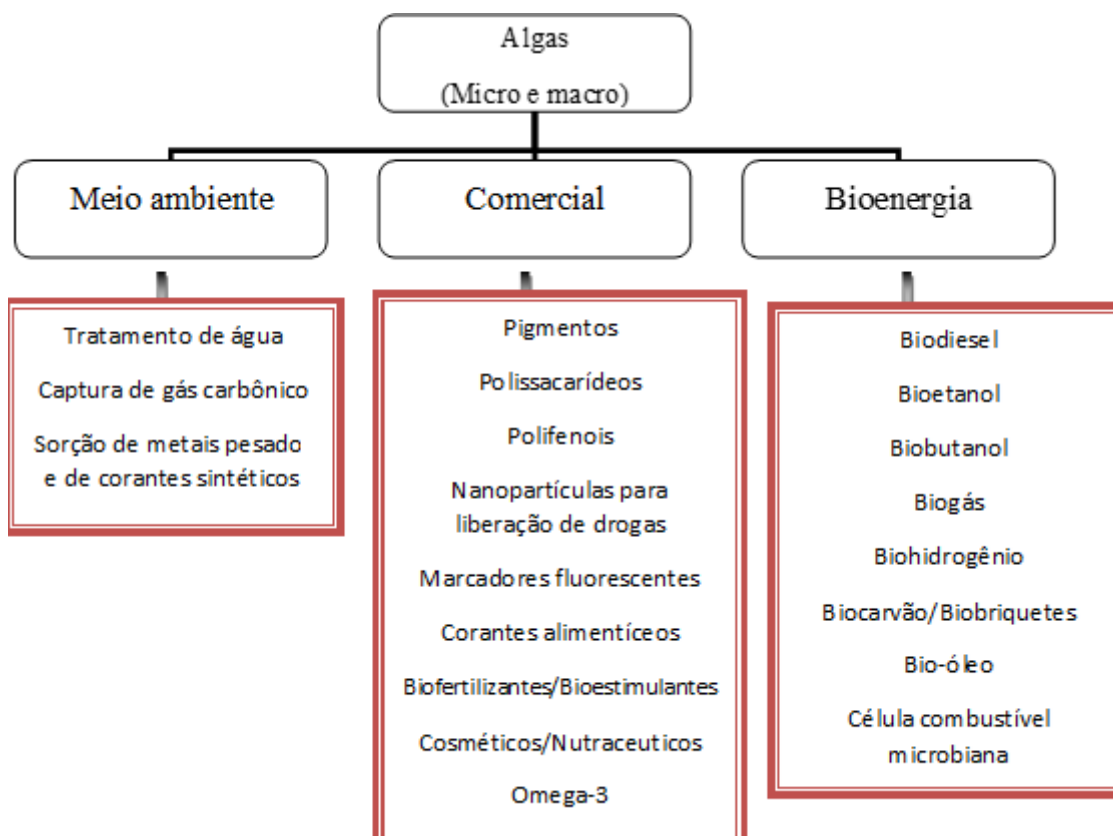 Algas
(Micro e macro)
Meio ambiente
Comercial
Bioenergia
Tratamento de água
Captura de gás carbônico
Sorção de metais pesado
e de corantes sintéticos
Pigmentos
Polissacarídeos
Polifenois
Nanopartículas para
liberação de drogas
Marcadores fluorescentes
Corantes alimentíceos
Biofertilizantes/Bioestimulantes
Cosméticos/Nutraceuticos
Omega-3
Biodiesel
Bioetanol
Biobutanol
Biogás
Biohidrogênio
Biocarvão/Biobriquetes
Bio-óleo
Célula combustível
microbiana